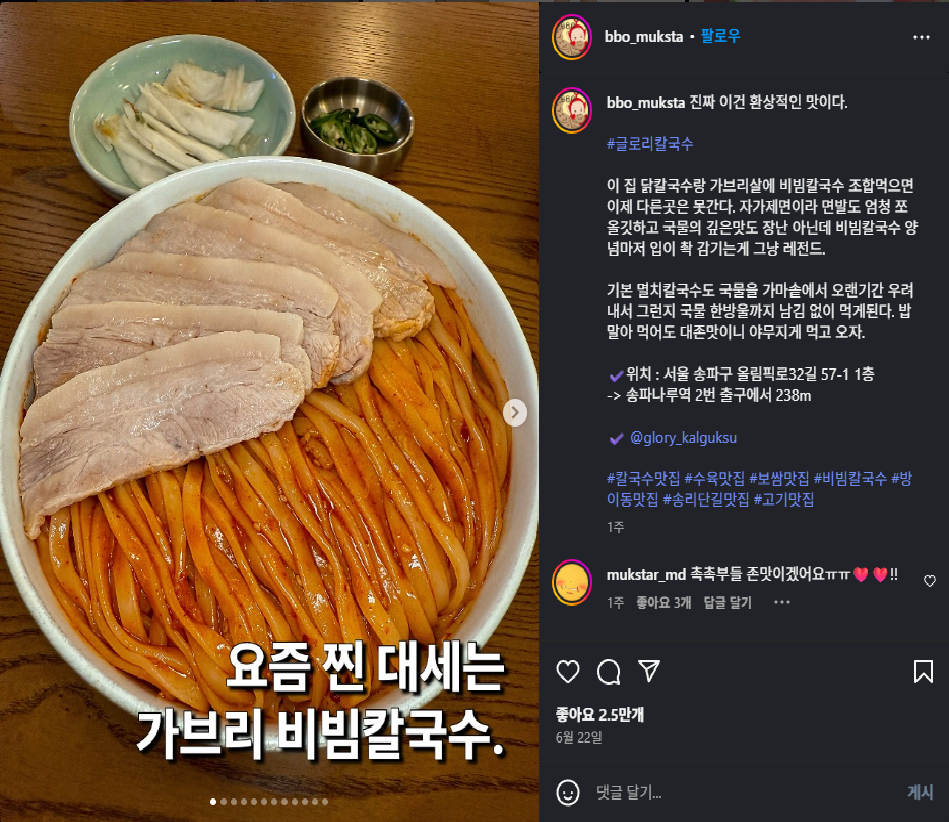 요즘 찐 대세는
가브리 비빔칼국수.
bbo_muksta • 팔로우
bbo_muksta 진짜 이건 환상적인 맛이다.
#글로리칼국수
이 집 닭칼국수랑 가브리살에 비빔칼국수 조합먹으면
이제 다른곳은 못간다. 자가제면이라 면발도 엄청 쪼
올깃하고 국물의 깊은맛도 장난 아닌데 비빔칼국수 양
념마저 입이 촥 감기는게 그냥 레전드.
기본 멸치칼국수도 국물을 가마솥에서 오랜기간 우려
내서 그런지 국물 한방울까지 남김 없이 먹게된다. 밥
말아 먹어도 대존맛이니 야무지게 먹고 오자.
✔️위치 : 서울 송파구 올림픽로32길 57-1 1층
-> 송파나루역 2번 출구에서 238m
✔️ @glory_kalguksu
#칼국수맛집 #수육맛집 #보쌈맛집 #비빔칼국수 #방
이동맛집 #송리단길맛집 #고기맛집
1주
mukstar_md 촉촉부들 존맛이겠어요ㅠㅠ❤️❤️!!
1주 좋아요 3개 답글 달기 ...
좋아요 2.5만개
6월 22일
댓글 달기...
게시